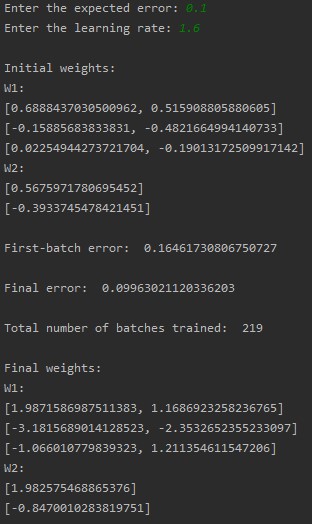 Enter the expected error: 0.1
Enter the learning rate: 1.6
Initial weights:
W1:
[0.6888437030500962, 0.515908805880605]
[-0.15885683833831, -0.4821664994140733]
[0.02254944273721704, -0.19013172509917142]
W2:
[0.5675971780695452]
[-0.3933745478421451]
First-batch error:  0.16461730806750727
Final error:  0.09963021120336203
Total number of batches trained:  219
Final weights:
W1:
[1.9871586987511383, 1.1686923258236765]
[-3.1815689014128523, -2.3532652355233097]
[-1.066010779839323, 1.211354611547206]
W2:
[1.982575468865376]
[-0.8470010283819751]